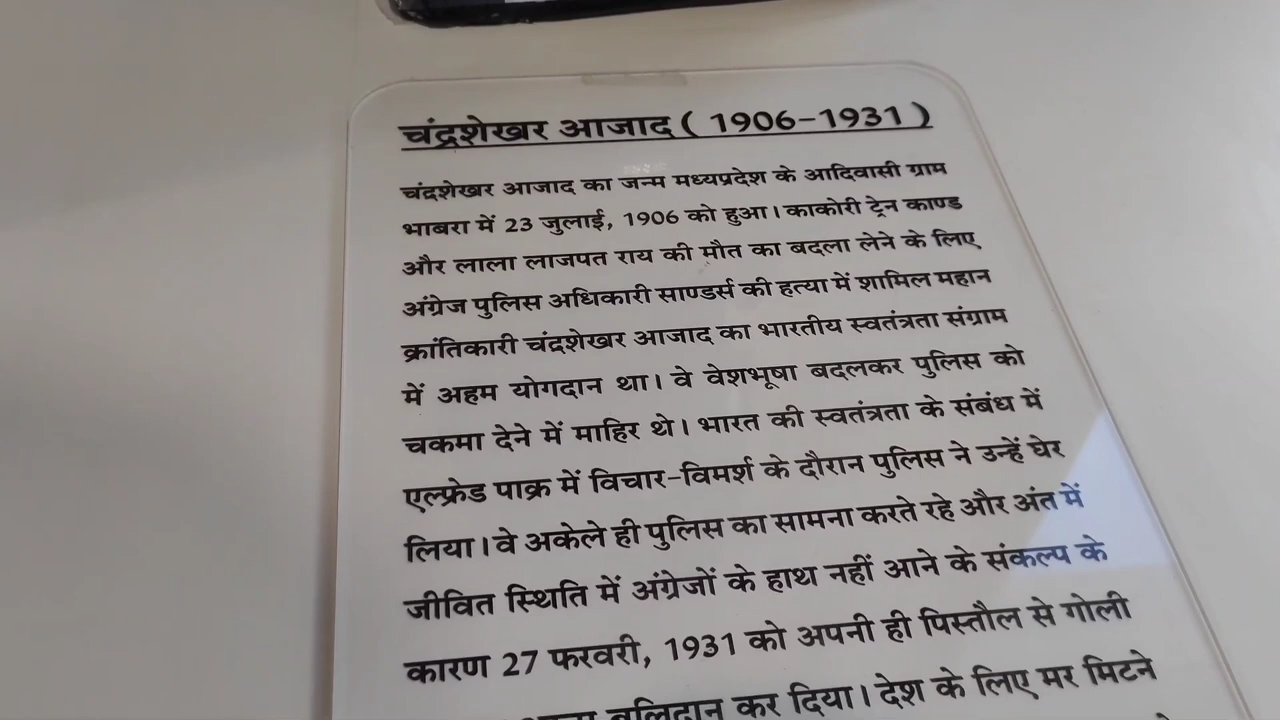 चंद्रशेखर आजाद ( 1906-1931 )
चंद्रशेखर आजाद का जन्म मध्यप्रदेश के आदिवासी ग्राम
भाबरा में 23 जुलाई, 1906 को हुआ। काकोरी ट्रेन काण्ड
और लाला लाजपत राय की मौत का बदला लेने के लिए
अंग्रेज पुलिस अधिकारी साण्डर्स की हत्या में शामिल महान
क्रांतिकारी चंद्रशेखर आजाद का भारतीय स्वतंत्रता संग्राम
में अहम योगदान था। वे वेशभूषा बदलकर पुलिस को
चकमा देने में माहिर थे। भारत की स्वतंत्रता के संबंध में
एल्फ्रेड पाक्र में विचार-विमर्श के दौरान पुलिस ने उन्हें घेर
लिया। वे अकेले ही पुलिस का सामना करते रहे और अंत में
जीवित स्थिति में अंग्रेजों के हाथ नहीं आने के संकल्प के
कारण 27 फरवरी, 1931 को अपनी ही पिस्तौल से गोली
बलिदान कर दिया। देश के लिए मर मिटने